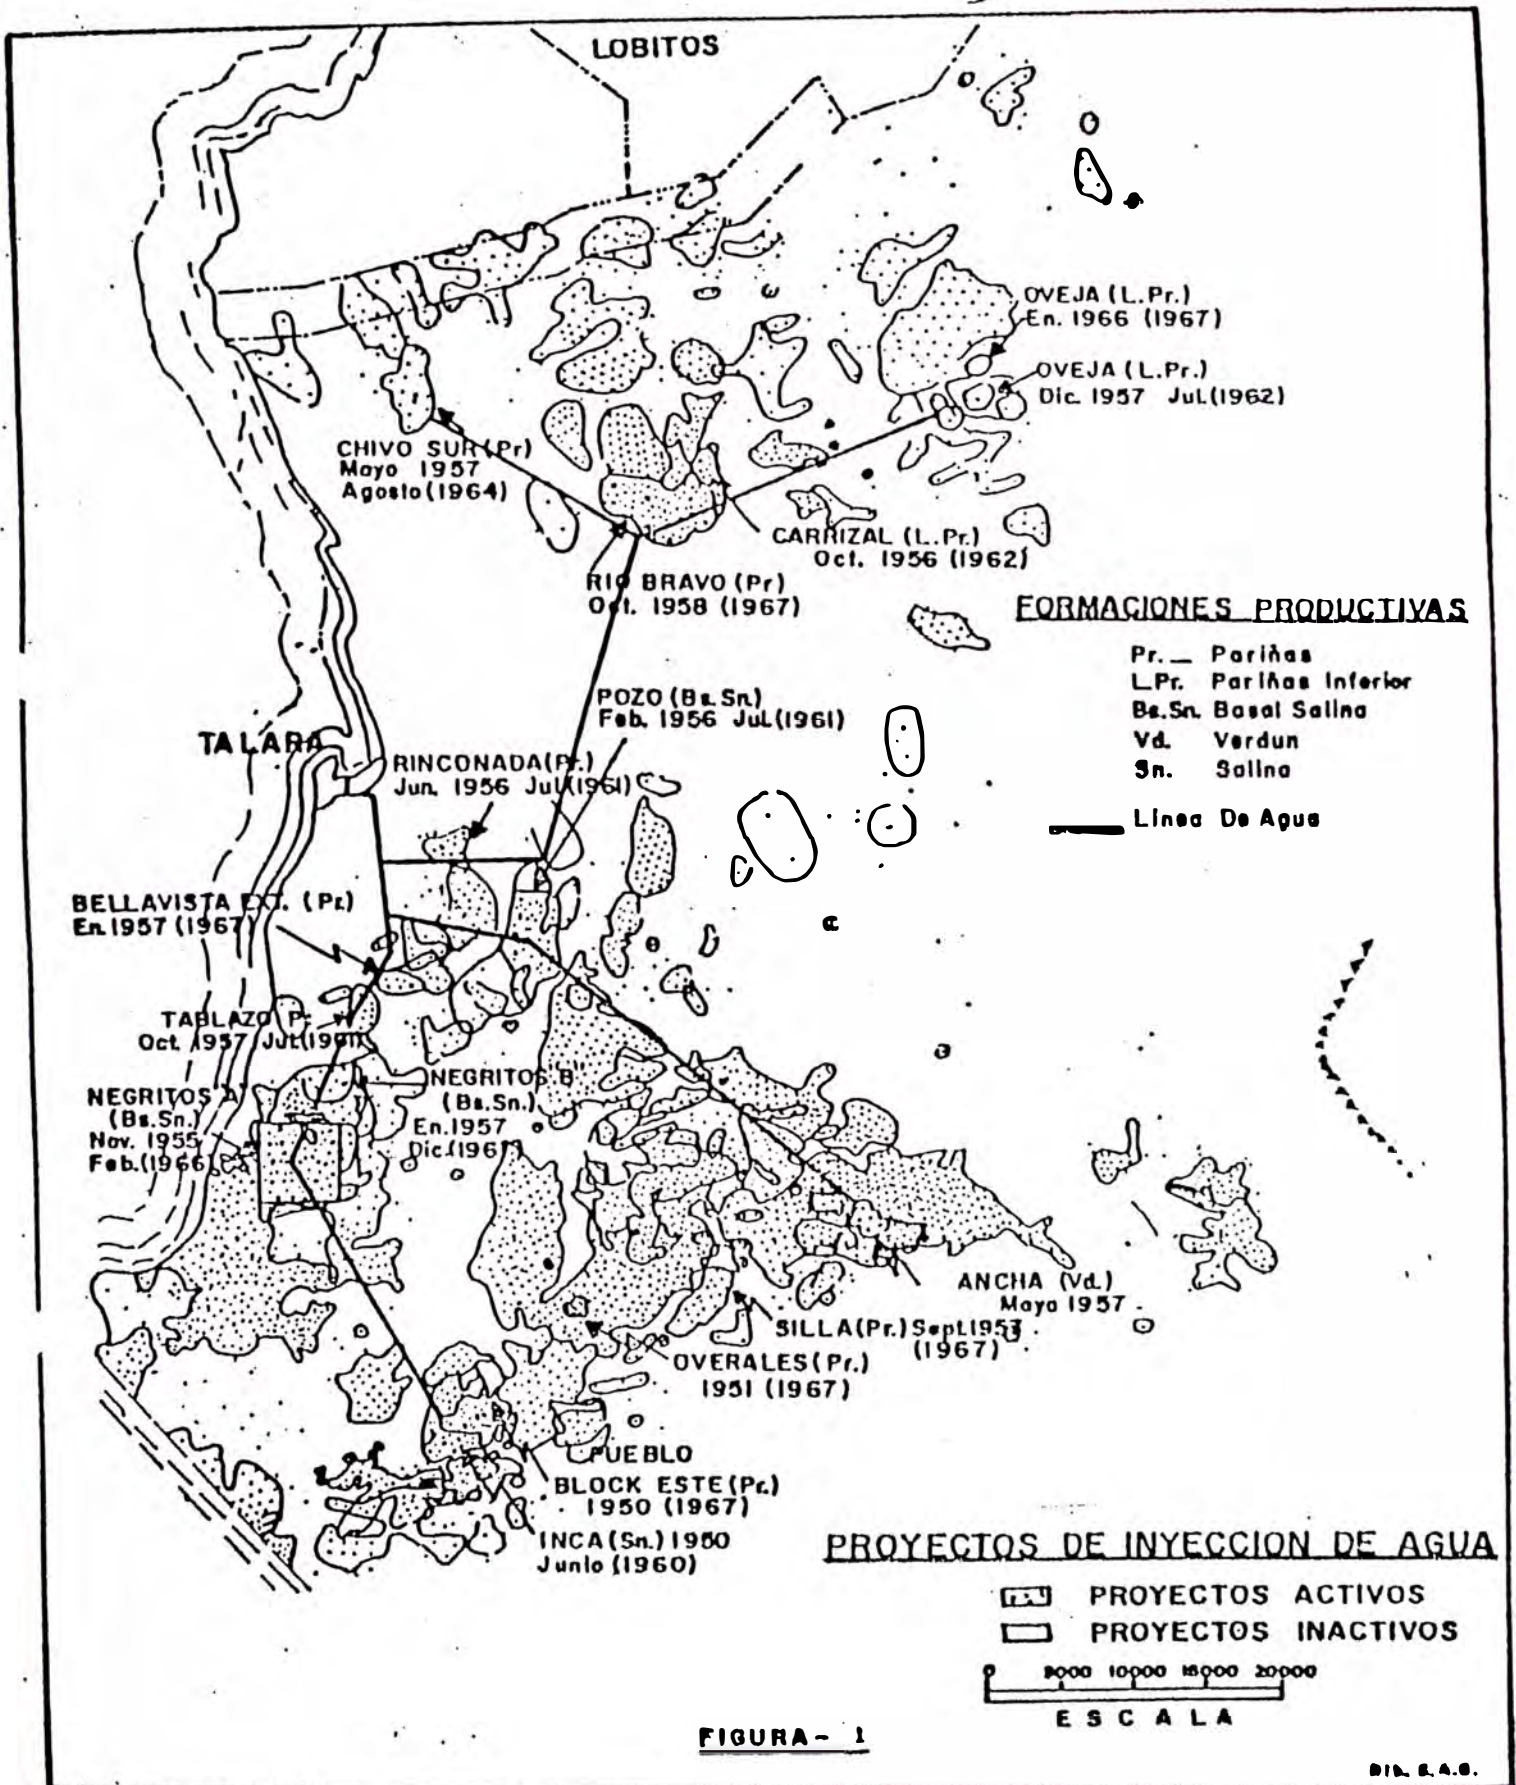 LOBITOS
OVEJA (L.Pr.)
En. 1966 (1967)
OVEJA (L.Pr.)
Dic. 1957 Jul.(1962)
CHIVO SUR (Pr)
Mayo 1957
Agosto (1964)
CARRIZAL (L.Pr.)
Oct. 1956 (1962)
RIO BRAVO (Pr)
Oct. 1958 (1967)
FORMACIONES PRODUCTIVAS
Pr. — Pariñas
L.Pr. Pariñas Inferior
Bs.Sn. Basal Salina
Vd. Verdun
Sn. Salina
Linea De Agua
POZO (Bs.Sn)
Feb. 1956 Jul.(1961)
TALARA
RINCONADA (Pr.)
Jun. 1956 Jul.(1961)
BELLAVISTA EXT. (Pr.)
En. 1957 (1967)
TABLAZO Pr
Oct. 1957 Jul.(1961)
NEGRITOS "A"
(Bs.Sn.)
Nov. 1955
Feb.(1966)
NEGRITOS "B"
(Bs.Sn.)
En. 1957
Dic.
ANCHA (Vd.)
Mayo 1957
SILLA (Pr.) Sept. 1957
(1967)
OVERALES (Pr.)
1951 (1967)
PUEBLO
BLOCK ESTE (Pr.)
1950 (1967)
INCA (Sn.) 1950
Junio (1960)
PROYECTOS DE INYECCION DE AGUA
PROYECTOS ACTIVOS
PROYECTOS INACTIVOS
0 5000 10000 15000 20000
ESCALA
FIGURA - 1